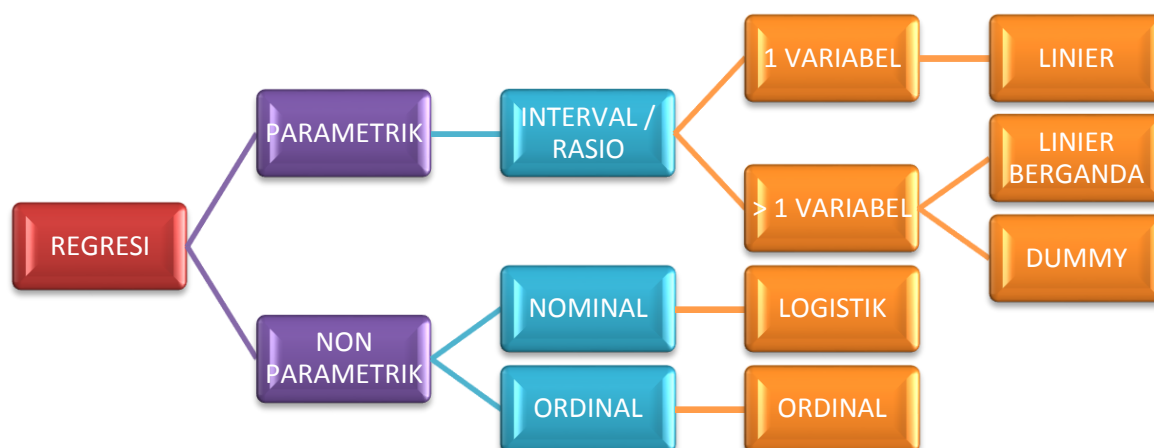 REGRESI
PARAMETRIK
INTERVAL /
RASIO
1 VARIABEL
LINIER
> 1 VARIABEL
LINIER
BERGANDA
DUMMY
NON
PARAMETRIK
NOMINAL
LOGISTIK
ORDINAL
ORDINAL